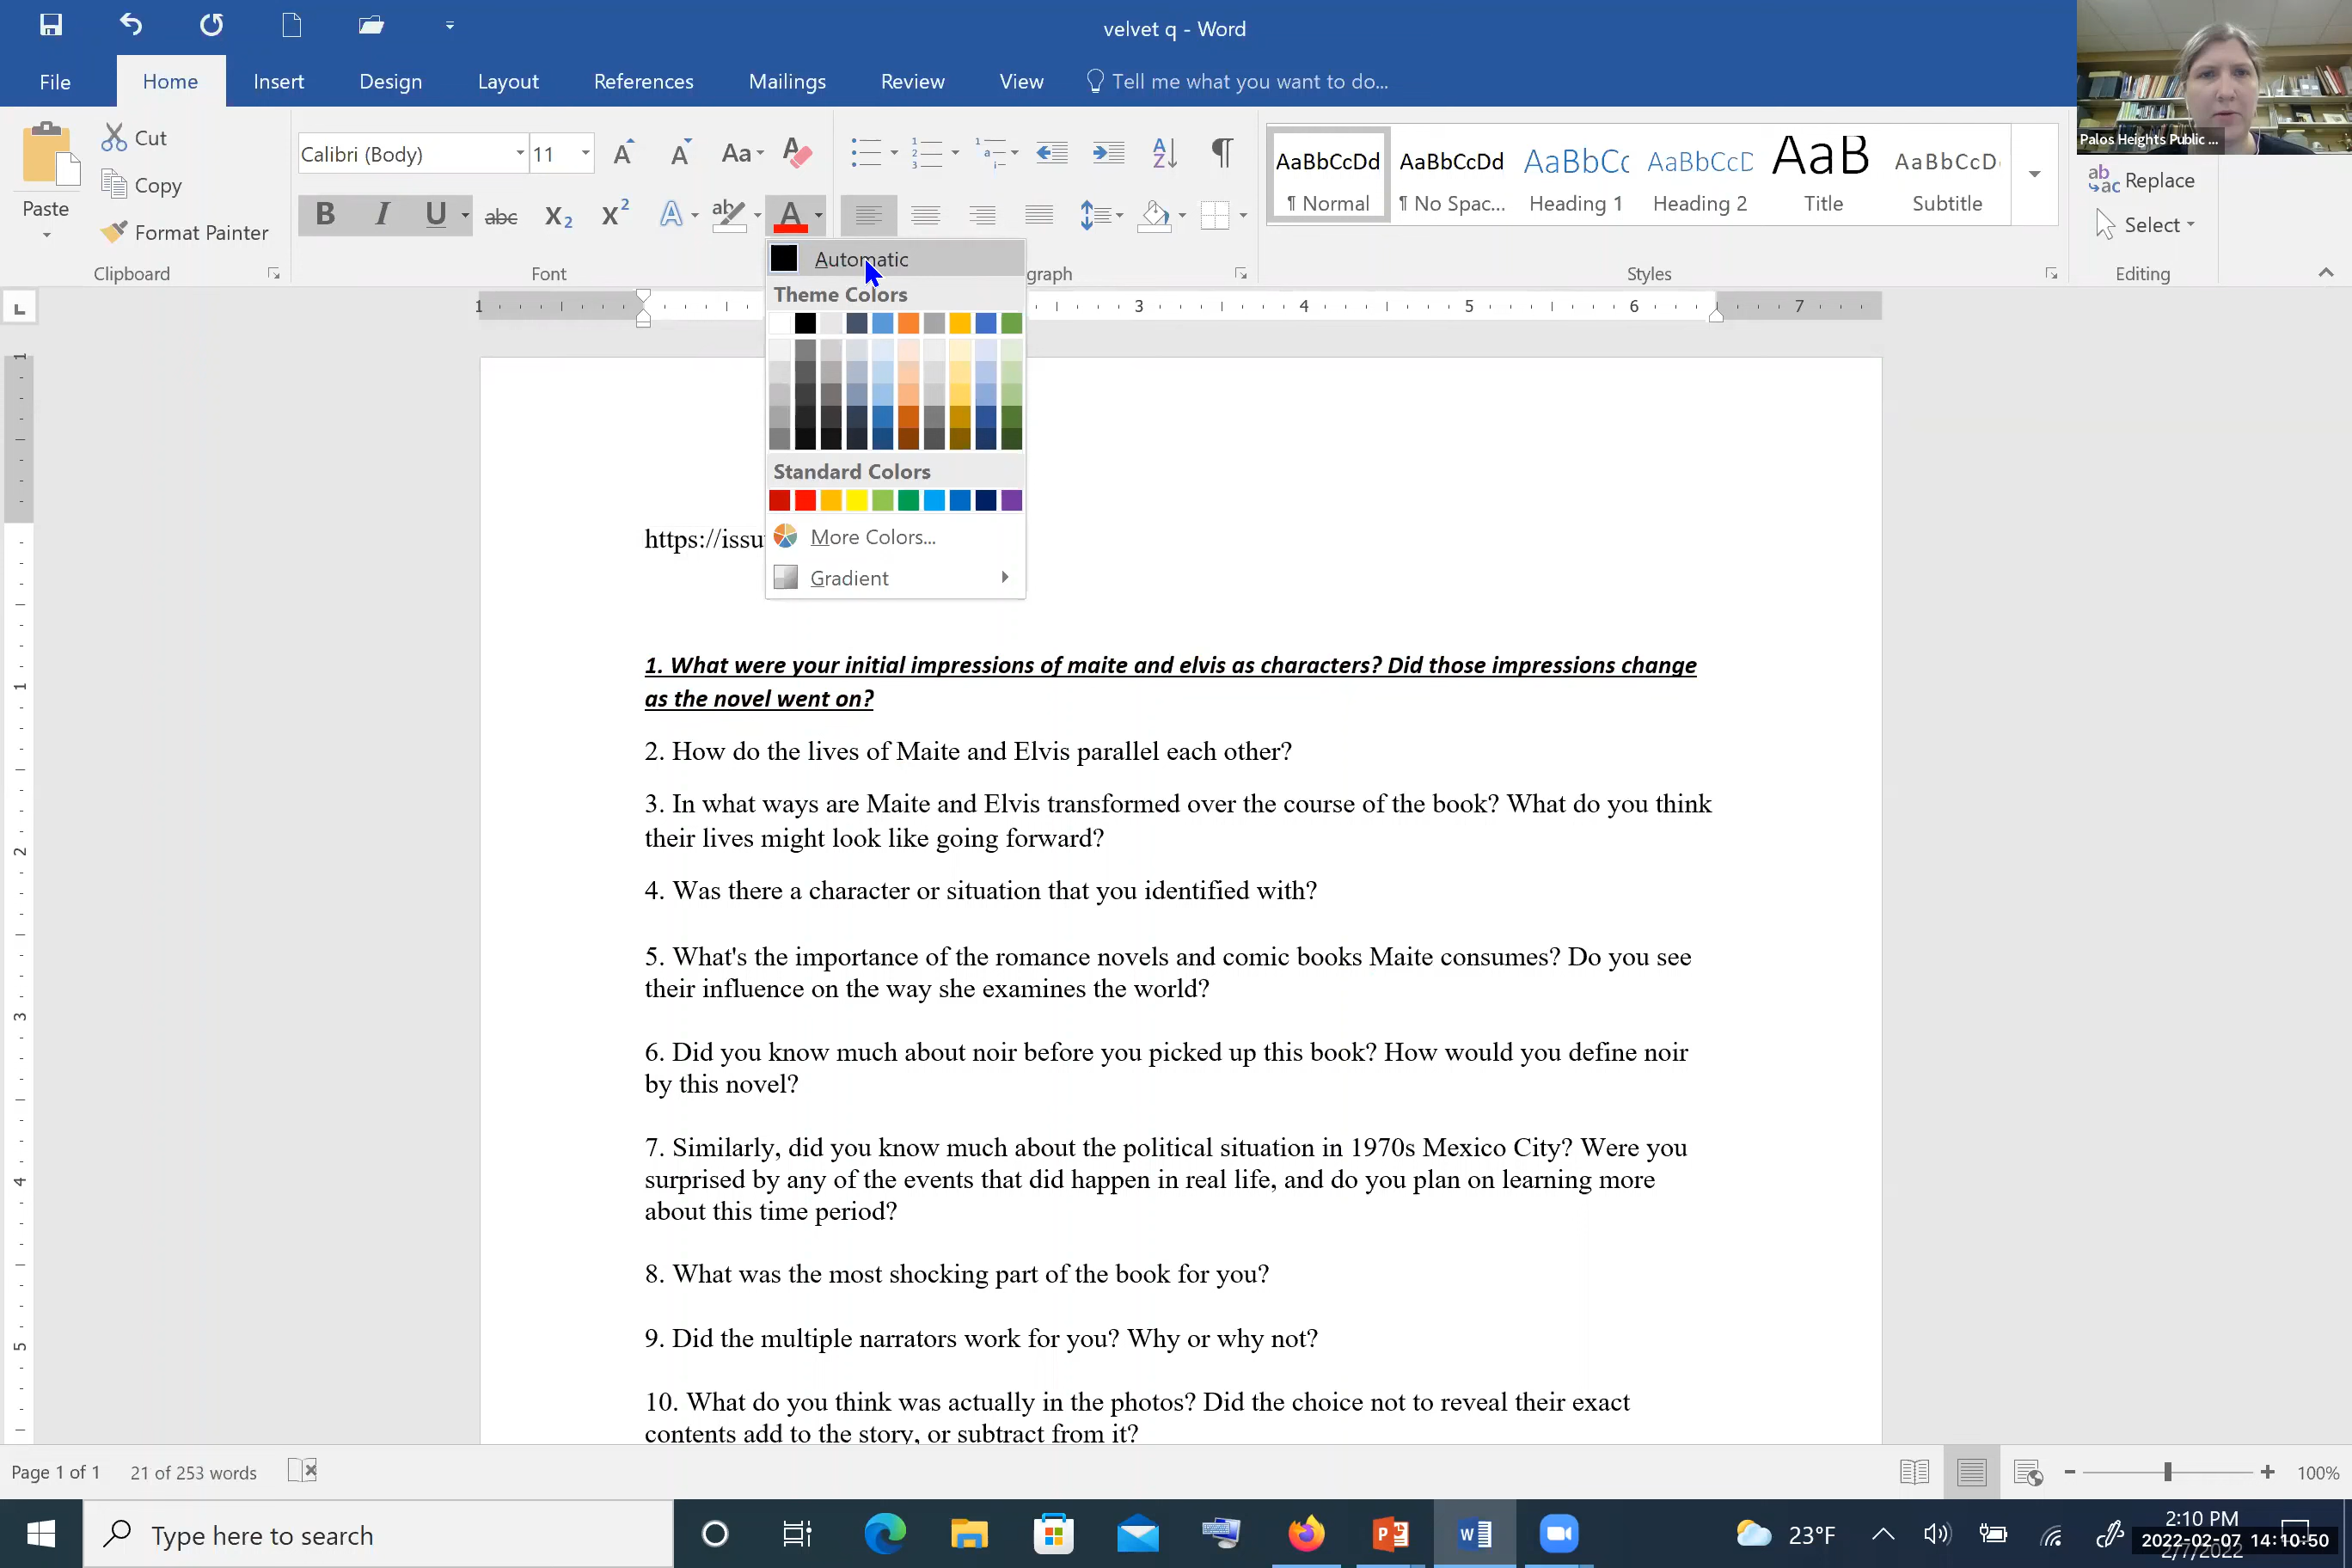 velvet q - Word
File Home Insert Design Layout References Mailings Review View Tell me what you want to do...
Palos Heights Public ...
Paste
Cut
Copy
Format Painter
Clipboard
Calibri (Body) 11
Aa
B I U abc X2 X2 A ab A
Font
graph
AaBbCcDd AaBbCcDd AaBbCc AaBbCcD AaB AaBbCcD
¶ Normal ¶ No Spac... Heading 1 Heading 2 Title Subtitle
Styles
Replace
Select
Editing
Automatic
Theme Colors
Standard Colors
More Colors...
Gradient
1 3 4 5 6 7
https://issu
1. What were your initial impressions of maite and elvis as characters? Did those impressions change
as the novel went on?
2. How do the lives of Maite and Elvis parallel each other?
3. In what ways are Maite and Elvis transformed over the course of the book? What do you think
their lives might look like going forward?
4. Was there a character or situation that you identified with?
5. What's the importance of the romance novels and comic books Maite consumes? Do you see
their influence on the way she examines the world?
6. Did you know much about noir before you picked up this book? How would you define noir
by this novel?
7. Similarly, did you know much about the political situation in 1970s Mexico City? Were you
surprised by any of the events that did happen in real life, and do you plan on learning more
about this time period?
8. What was the most shocking part of the book for you?
9. Did the multiple narrators work for you? Why or why not?
10. What do you think was actually in the photos? Did the choice not to reveal their exact
contents add to the story, or subtract from it?
Page 1 of 1 21 of 253 words 100%
Type here to search
23°F
2:10 PM
2022-02-07 14:10:50
2/7/2022